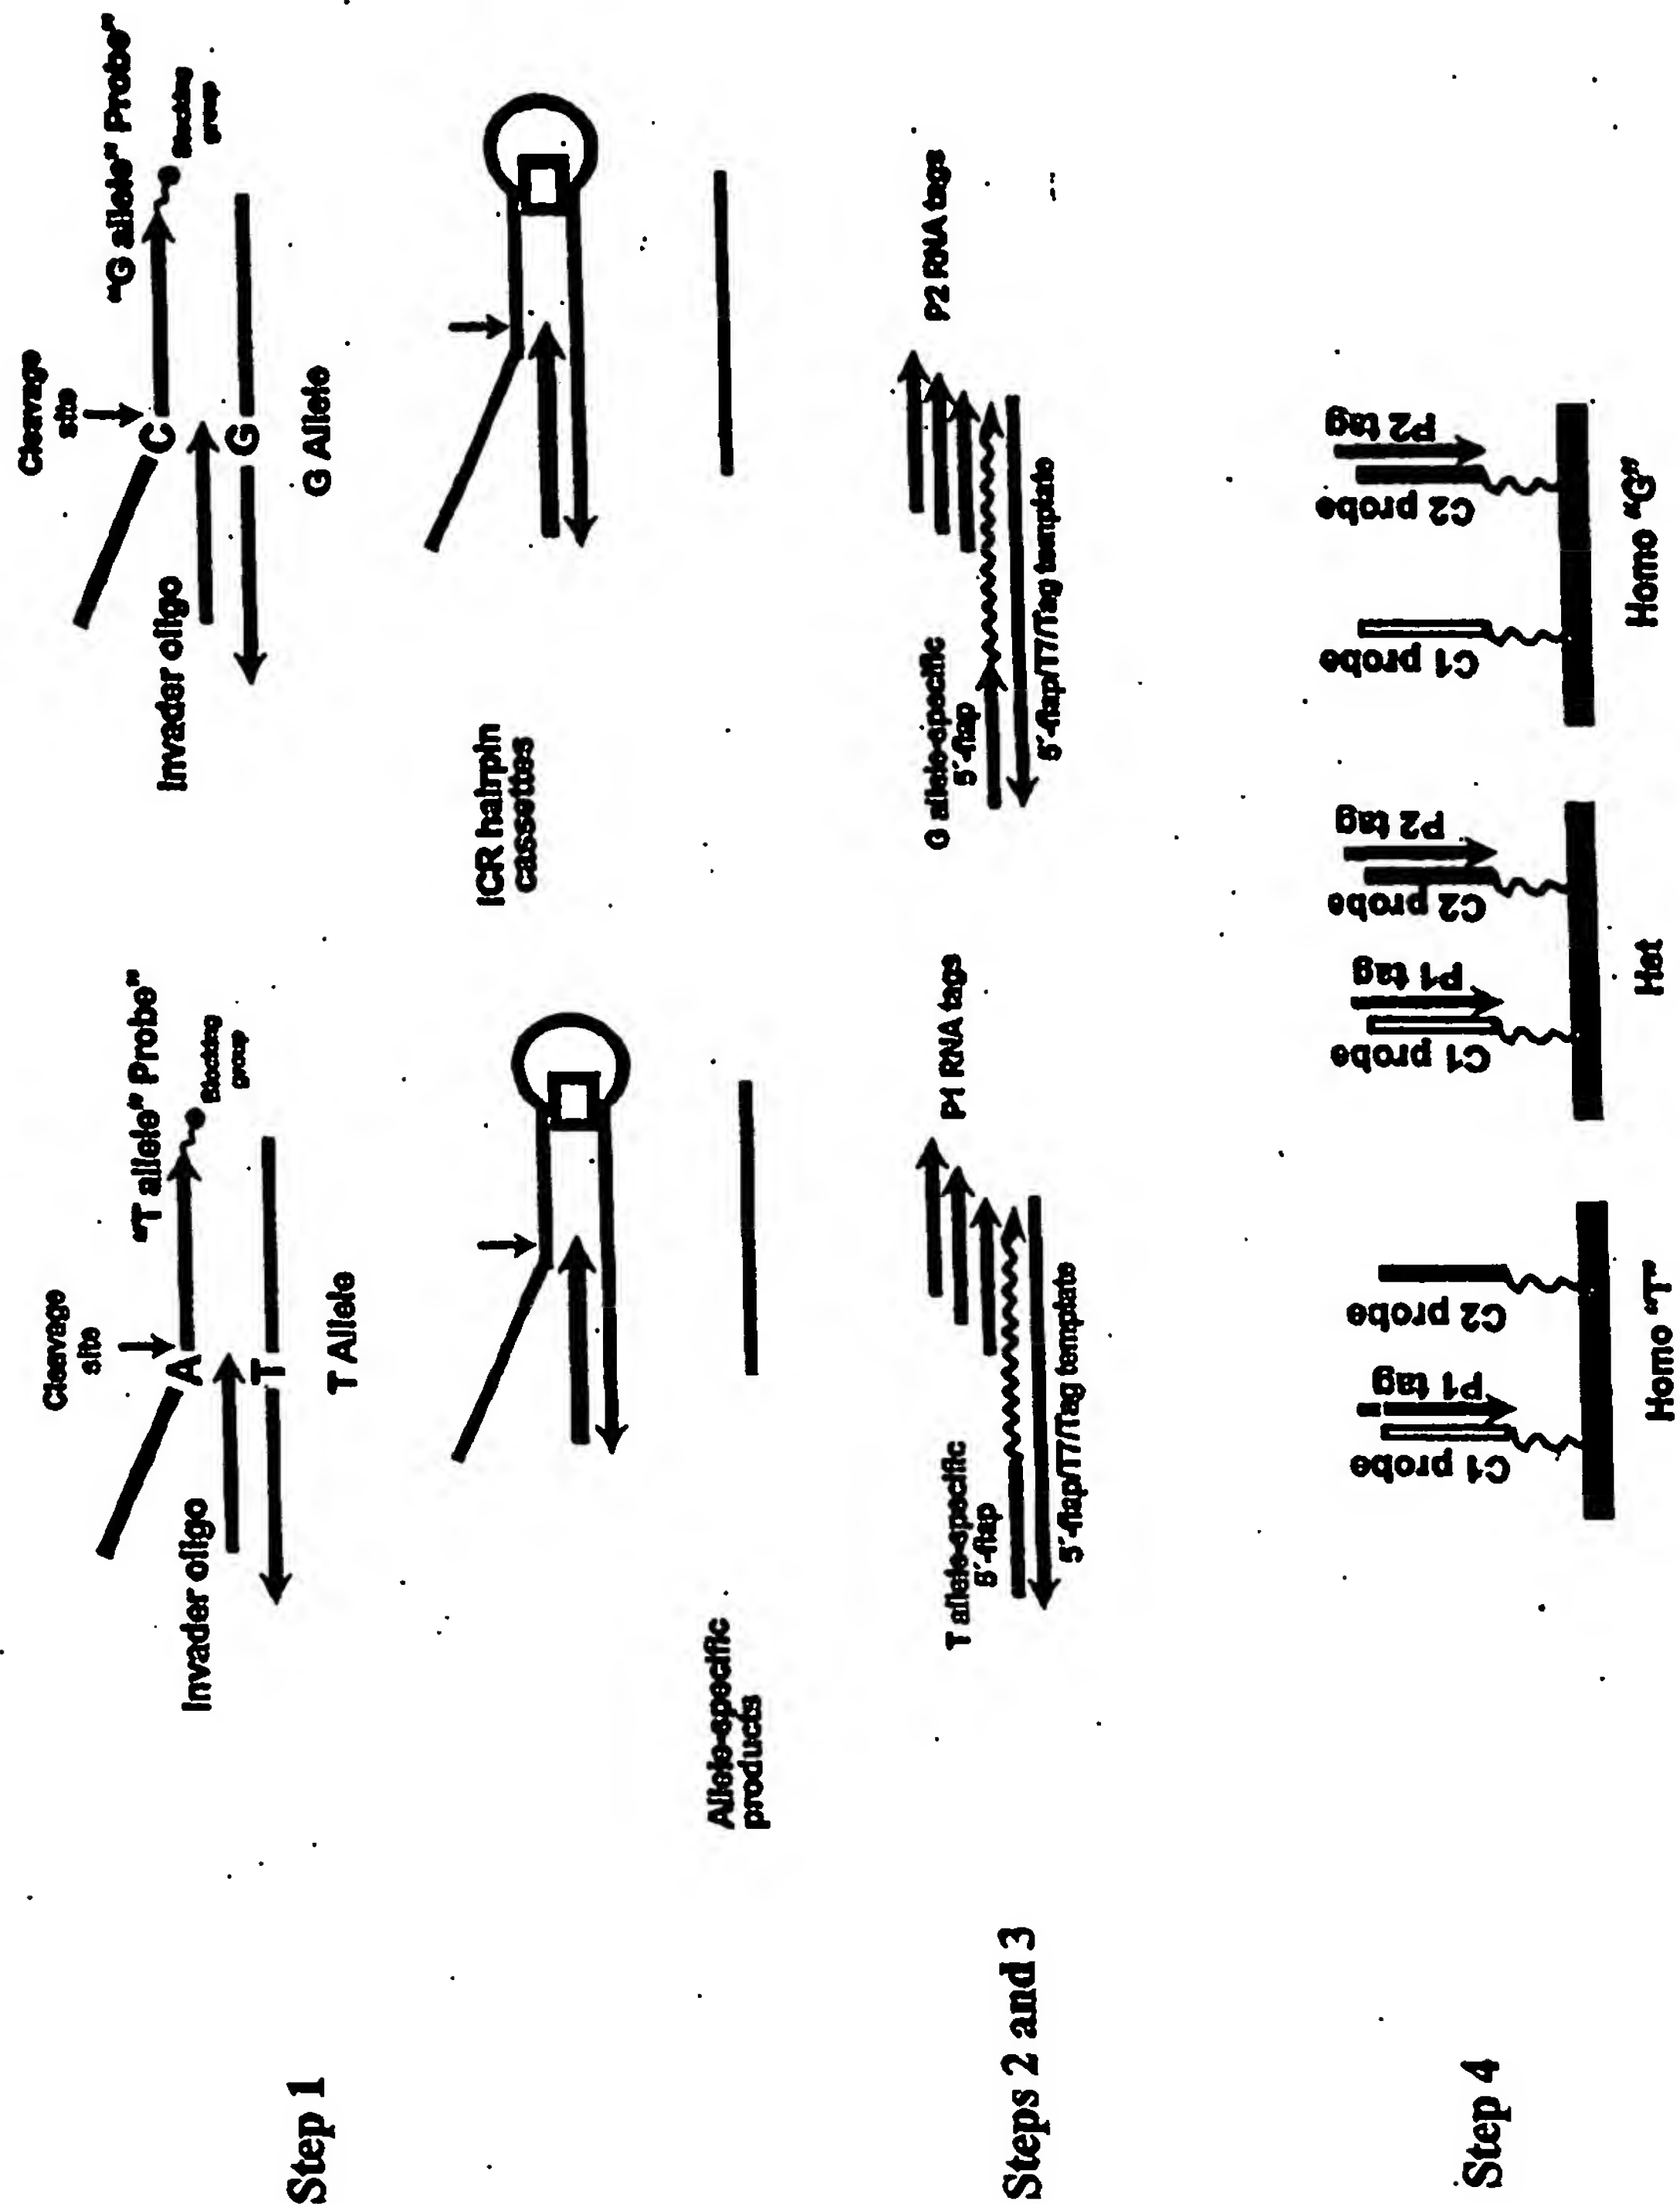 Step 1
Cleavage
site
"T allele" Probe"
Blocking
group
A
Invader oligo
T
T Allele
Cleavage
site
"G allele" Probe"
Blocking
group
C
Invader oligo
G
G Allele
ICR hairpin
cassettes
Allele-specific
products
Steps 2 and 3
P1 RNA tags
T allele-specific
5'-flap
5'-flap/T7/Tag template
P2 RNA tags
G allele-specific
5'-flap
5'-flap/T7/Tag template
Step 4
C1 probe
P1 tag
C2 probe
Homo "T"
C1 probe
P1 tag
C2 probe
P2 tag
Het
C1 probe
C2 probe
P2 tag
Homo "G"